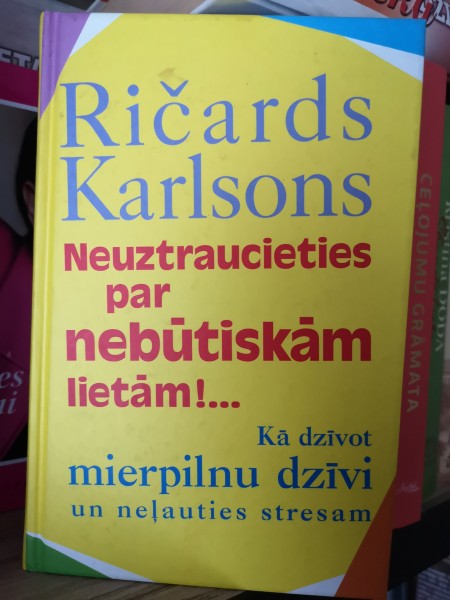 Ričards
Karlsons
Neuztraucieties
par
nebūtiskām
lietām!...
Kā dzīvot
mierpilnu dzīvi
un neļauties stresam
CEĻOJUMU GRĀMATA